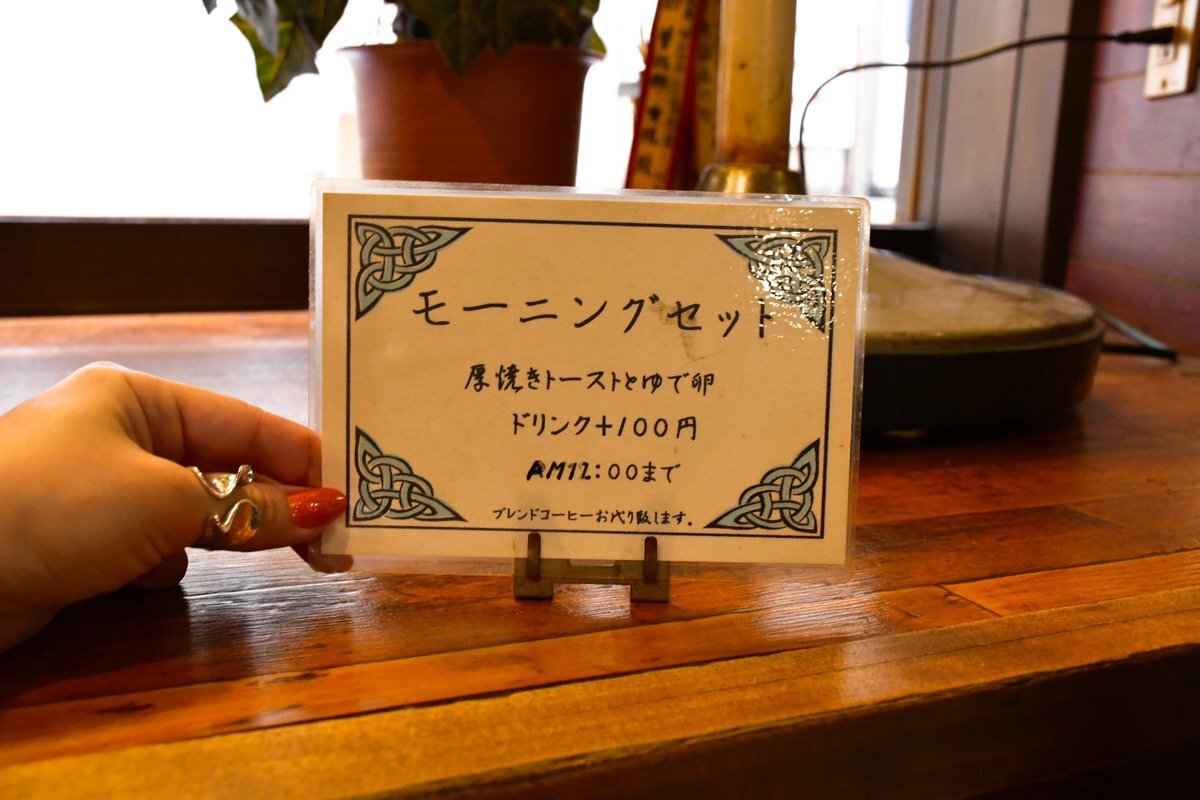 モーニングセット
厚焼きトーストとゆで卵
ドリンク+100円
AM12:00まで
ブレンドコーヒーお代り致します。